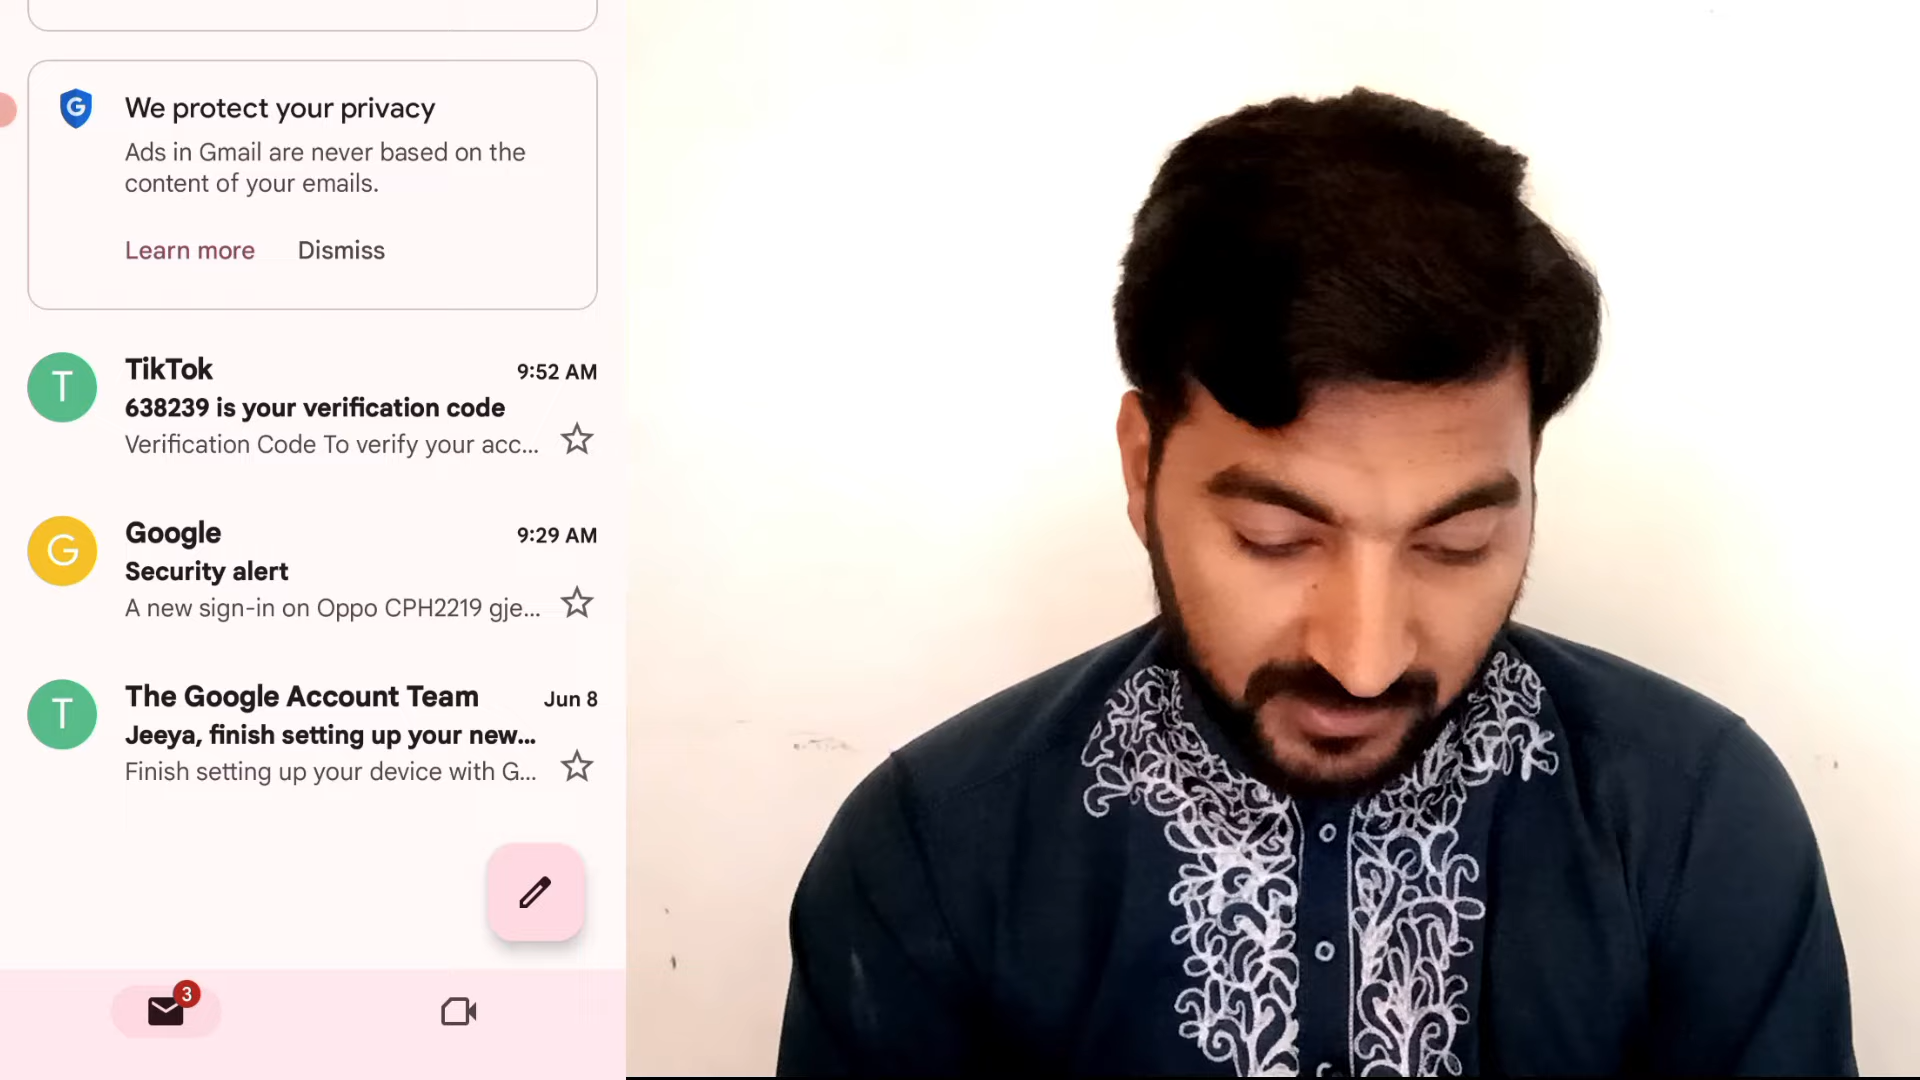 We protect your privacy
Ads in Gmail are never based on the
content of your emails.
Learn more Dismiss
T
TikTok 9:52 AM
638239 is your verification code
Verification Code To verify your acc...
G
Google 9:29 AM
Security alert
A new sign-in on Oppo CPH2219 gje...
T
The Google Account Team Jun 8
Jeeya, finish setting up your new...
Finish setting up your device with G...
3